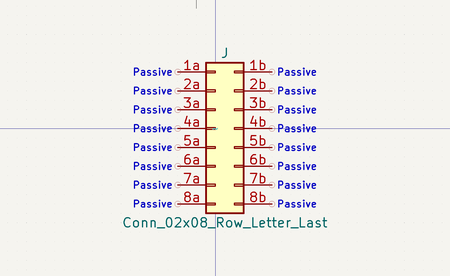 J
Passive 1a 1b Passive
Passive 2a 2b Passive
Passive 3a 3b Passive
Passive 4a 4b Passive
Passive 5a 5b Passive
Passive 6a 6b Passive
Passive 7a 7b Passive
Passive 8a 8b Passive
Conn_02x08_Row_Letter_Last